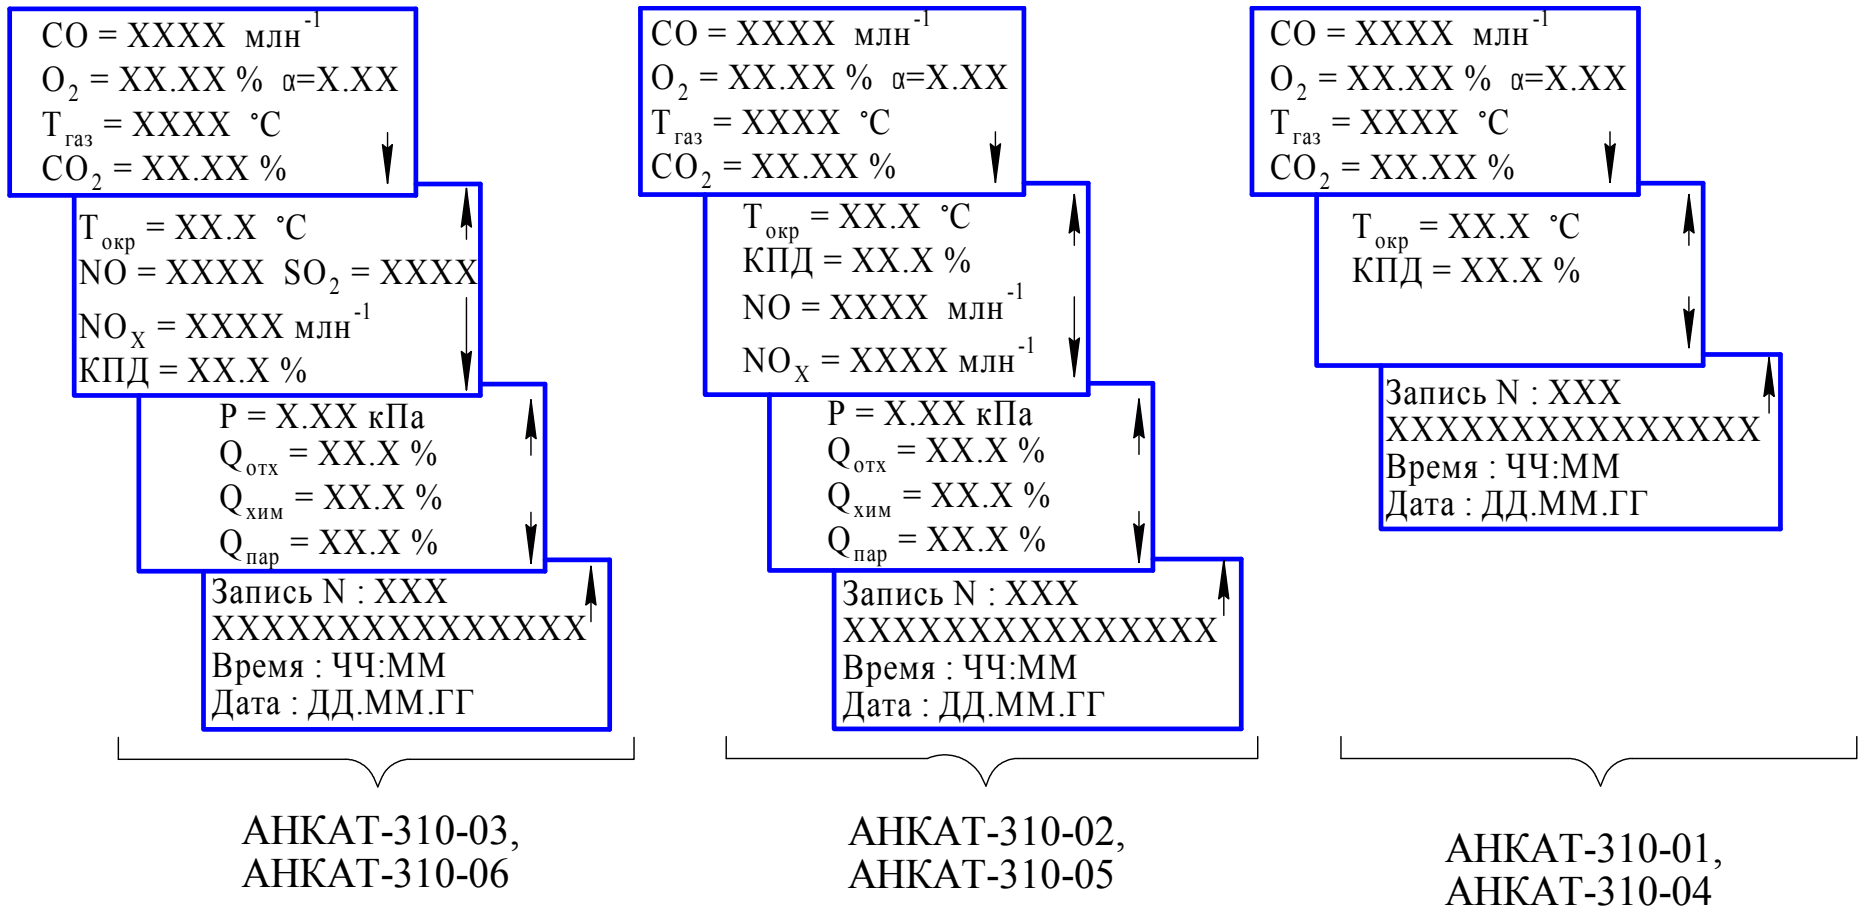 CO = XXXX млн⁻¹
O₂ = XX.XX % α=X.XX
Tгаз = XXXX °C
CO₂ = XX.XX %
Tокр = XX.X °C
NO = XXXX SO₂ = XXXX
NOX = XXXX млн⁻¹
КПД = XX.X %
P = X.XX кПа
Qотх = XX.X %
Qхим = XX.X %
Qпар = XX.X %
Запись N : XXX
XXXXXXXXXXXXXXX
Время : ЧЧ:ММ
Дата : ДД.ММ.ГГ
АНКАТ-310-03,
АНКАТ-310-06
CO = XXXX млн⁻¹
O₂ = XX.XX % α=X.XX
Tгаз = XXXX °C
CO₂ = XX.XX %
Tокр = XX.X °C
КПД = XX.X %
NO = XXXX млн⁻¹
NOX = XXXX млн⁻¹
P = X.XX кПа
Qотх = XX.X %
Qхим = XX.X %
Qпар = XX.X %
Запись N : XXX
XXXXXXXXXXXXXXX
Время : ЧЧ:ММ
Дата : ДД.ММ.ГГ
АНКАТ-310-02,
АНКАТ-310-05
CO = XXXX млн⁻¹
O₂ = XX.XX % α=X.XX
Tгаз = XXXX °C
CO₂ = XX.XX %
Tокр = XX.X °C
КПД = XX.X %
Запись N : XXX
XXXXXXXXXXXXXXX
Время : ЧЧ:ММ
Дата : ДД.ММ.ГГ
АНКАТ-310-01,
АНКАТ-310-04